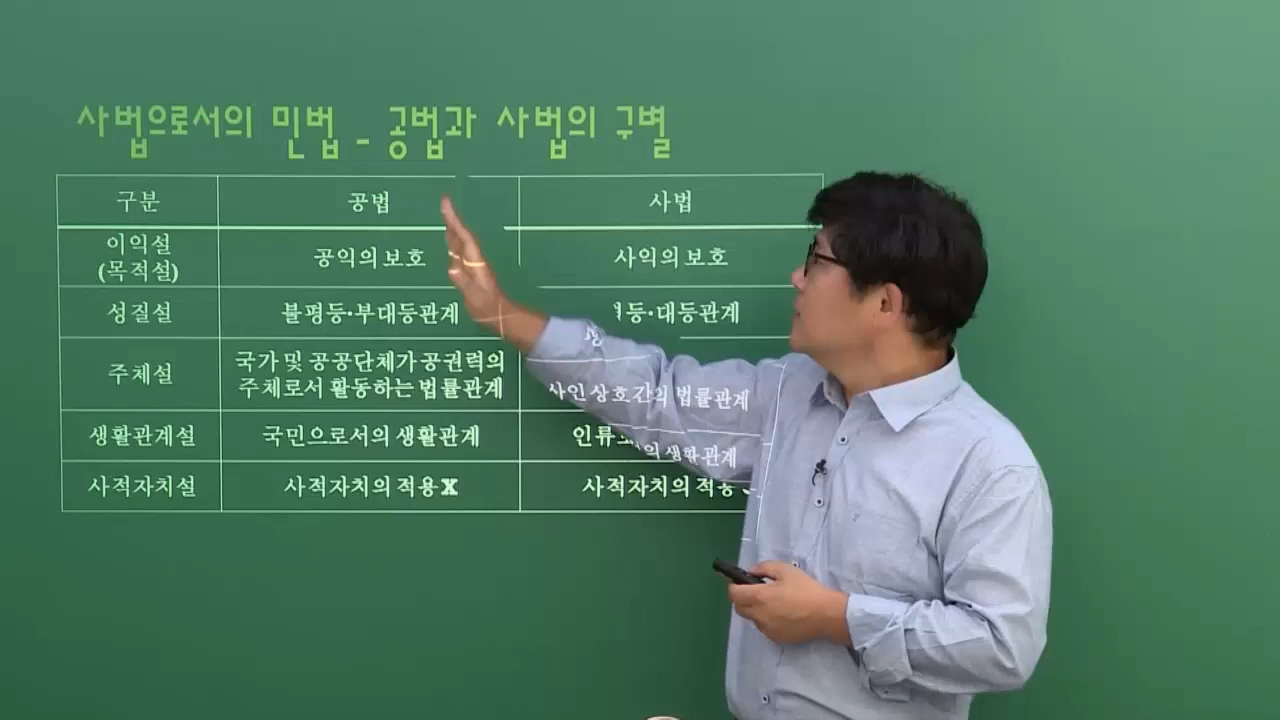 사법으로서의 민법 - 공법과 사법의 구별
구분 공법 사법
이익설
(목적설)
공익의 보호 사익의 보호
성질설 불평등·부대등관계 평등·대등관계
주체설
국가 및 공공단체가 공권력의
주체로서 활동하는 법률관계
사인 상호간의 법률관계
생활관계설 국민으로서의 생활관계 인류로서의 생활관계
사적자치설 사적자치의 적용 X 사적자치의 적용